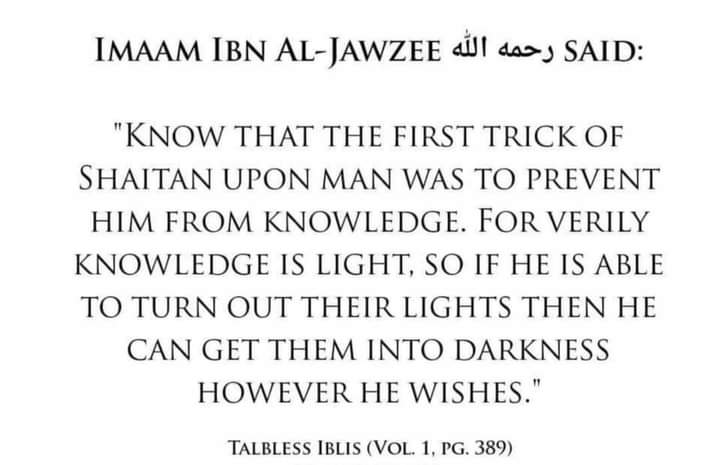 IMAAM IBN AL-JAWZEE رحمه الله SAID:
"KNOW THAT THE FIRST TRICK OF
SHAITAN UPON MAN WAS TO PREVENT
HIM FROM KNOWLEDGE. FOR VERILY
KNOWLEDGE IS LIGHT, SO IF HE IS ABLE
TO TURN OUT THEIR LIGHTS THEN HE
CAN GET THEM INTO DARKNESS
HOWEVER HE WISHES."
TALBLESS IBLIS (VOL. 1, PG. 389)